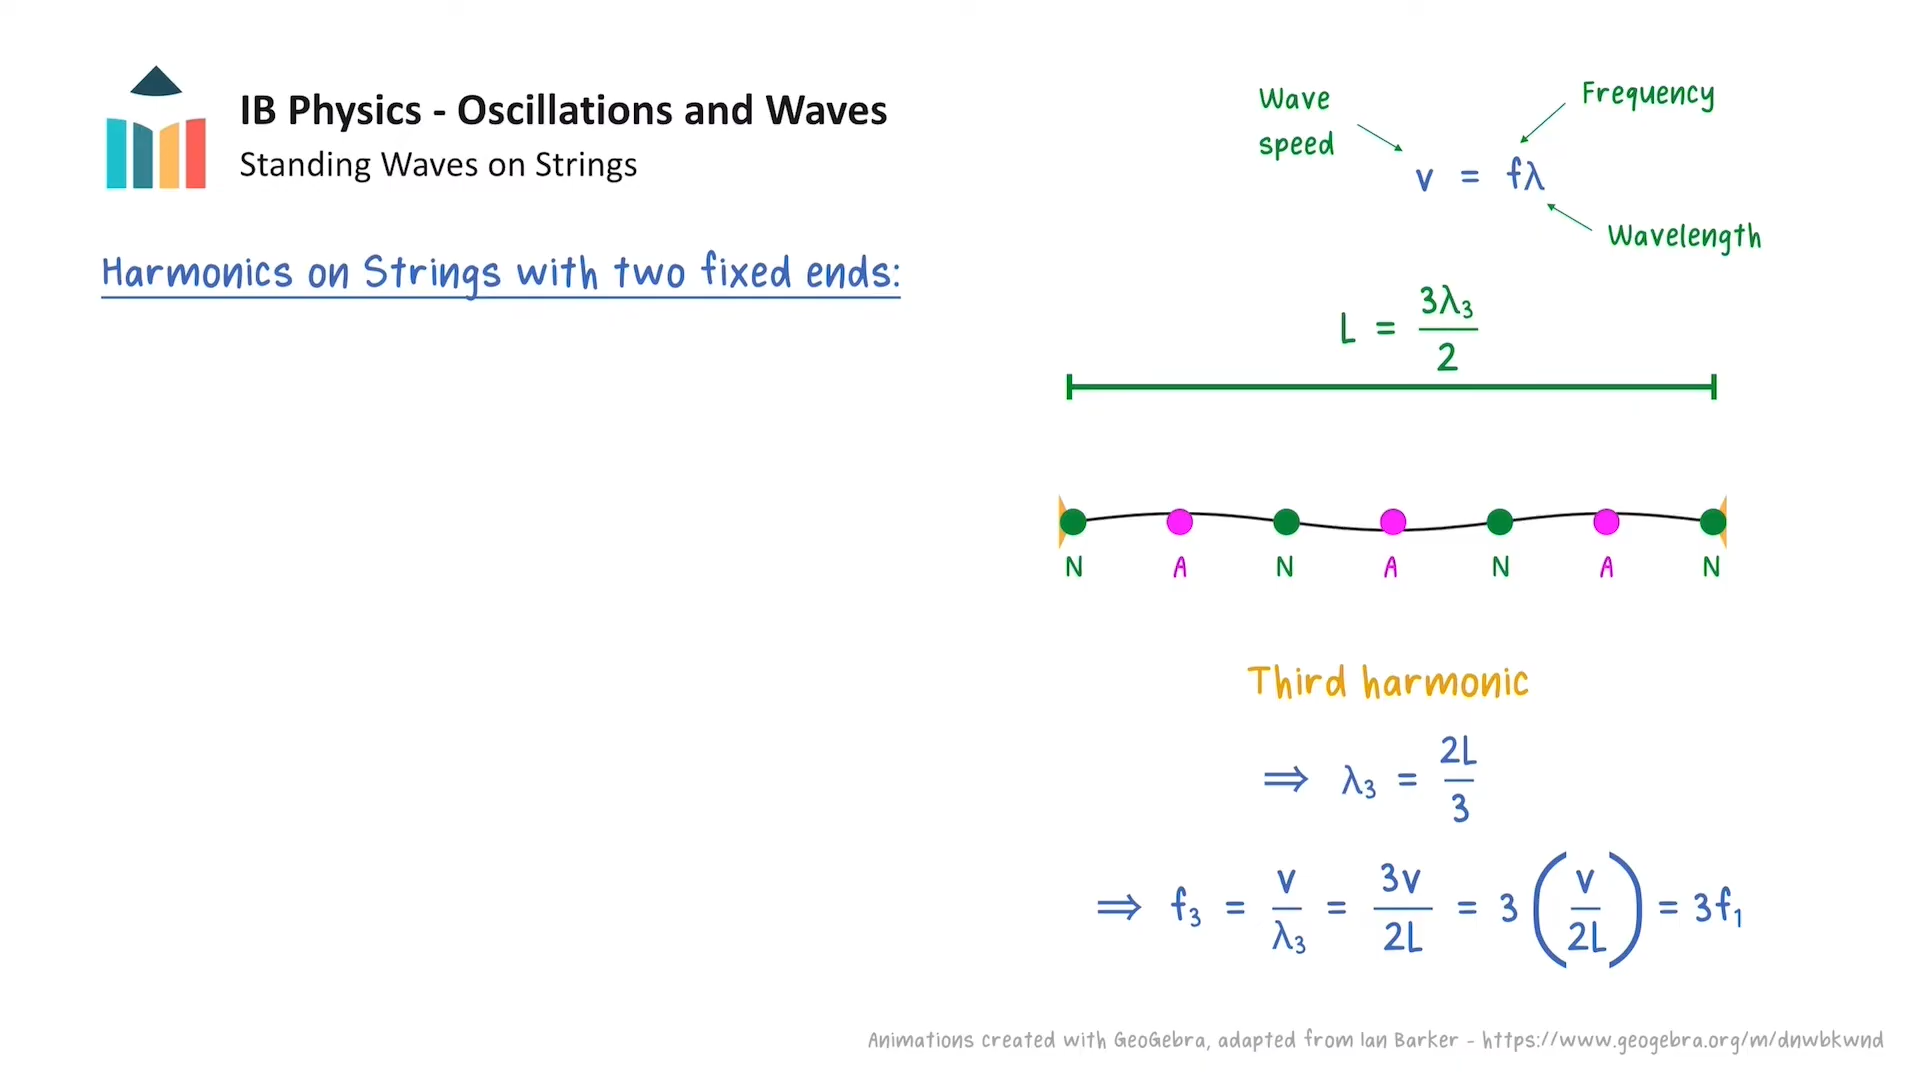 IB Physics - Oscillations and Waves
Standing Waves on Strings
Harmonics on Strings with two fixed ends:
Wave speed
Frequency
v = fλ
Wavelength
L = 3λ₃/2
N A N A N A N
Third harmonic
⇒ λ₃ = 2L/3
⇒ f₃ = v/λ₃ = 3v/2L = 3(v/2L) = 3f₁
Animations created with GeoGebra, adapted from Ian Barker - https://www.geogebra.org/m/dnwbkwnd